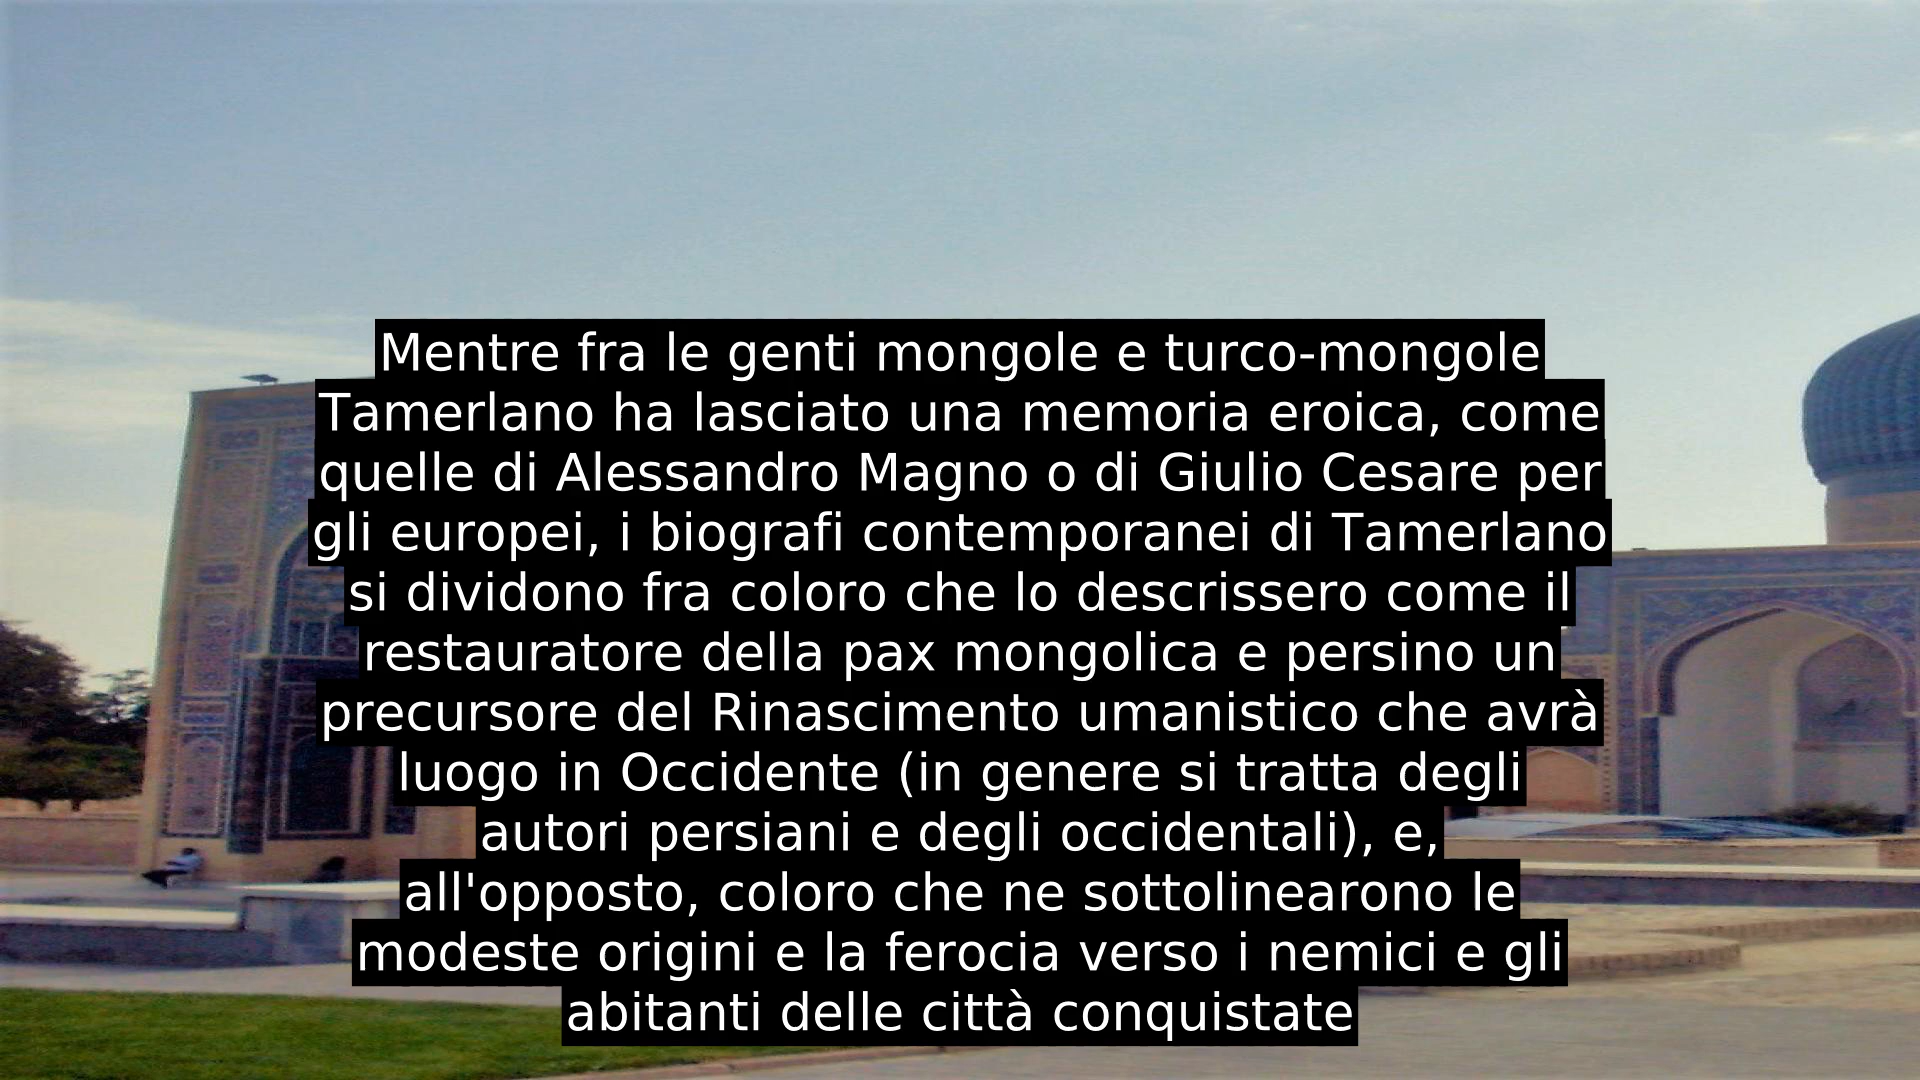 Mentre fra le genti mongole e turco-mongole
Tamerlano ha lasciato una memoria eroica, come
quelle di Alessandro Magno o di Giulio Cesare per
gli europei, i biografi contemporanei di Tamerlano
si dividono fra coloro che lo descrissero come il
restauratore della pax mongolica e persino un
precursore del Rinascimento umanistico che avrà
luogo in Occidente (in genere si tratta degli
autori persiani e degli occidentali), e,
all'opposto, coloro che ne sottolinearono le
modeste origini e la ferocia verso i nemici e gli
abitanti delle città conquistate